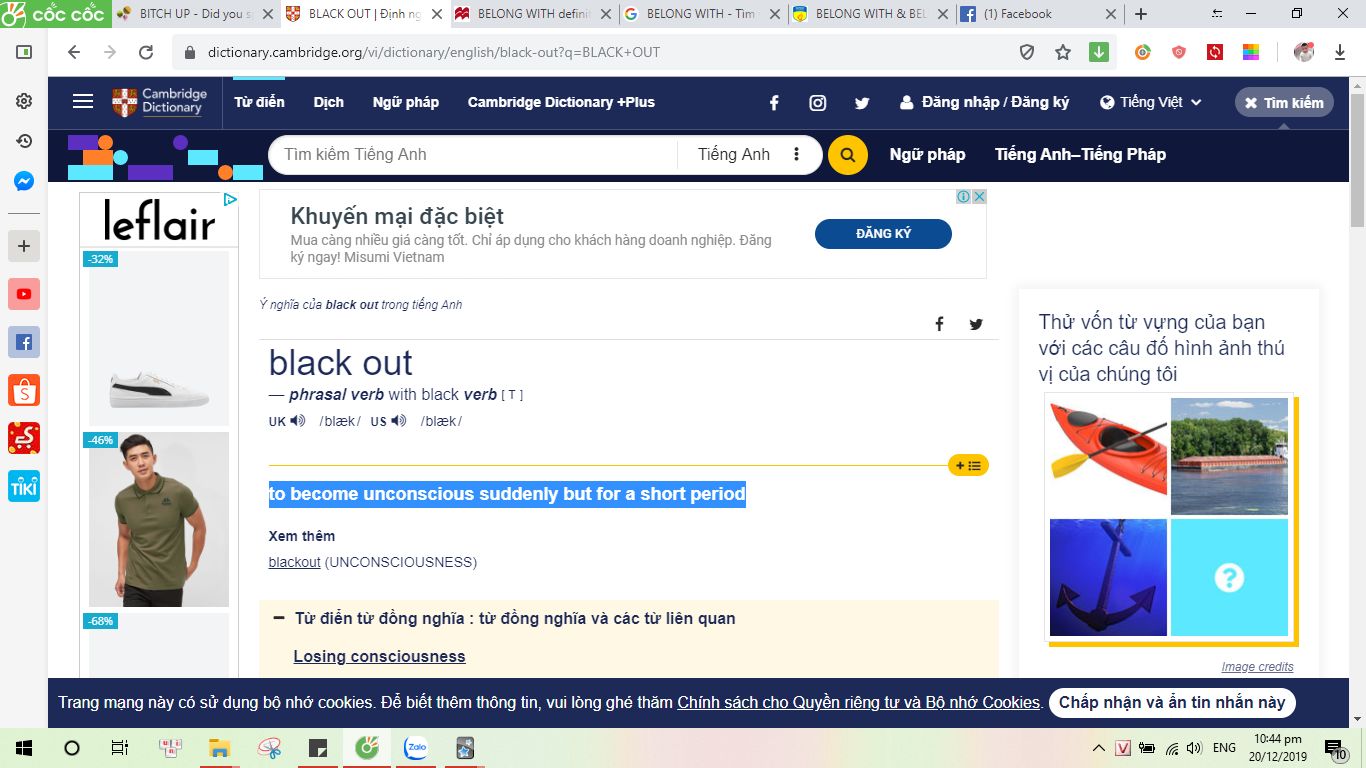 CỐC CỐC
BITCH UP - Did you s
BLACK OUT | Định ng
BELONG WITH definit
BELONG WITH - Tìm
BELONG WITH & BEL
(1) Facebook
dictionary.cambridge.org/vi/dictionary/english/black-out?q=BLACK+OUT
Cambridge
Dictionary
Từ điển
Dịch
Ngữ pháp
Cambridge Dictionary +Plus
Đăng nhập / Đăng ký
Tiếng Việt
Tìm kiếm
Tìm kiếm Tiếng Anh
Tiếng Anh
Ngữ pháp
Tiếng Anh–Tiếng Pháp
leflair
-32%
-46%
-68%
Khuyến mại đặc biệt
Mua càng nhiều giá càng tốt. Chỉ áp dụng cho khách hàng doanh nghiệp. Đăng
ký ngay! Misumi Vietnam
ĐĂNG KÝ
Ý nghĩa của black out trong tiếng Anh
black out
— phrasal verb with black verb [ T ]
UK /blæk/ US /blæk/
to become unconscious suddenly but for a short period
Xem thêm
blackout (UNCONSCIOUSNESS)
Từ điển từ đồng nghĩa : từ đồng nghĩa và các từ liên quan
Losing consciousness
Thử vốn từ vựng của bạn
với các câu đố hình ảnh thú
vị của chúng tôi
?
Image credits
TIKI
Trang mạng này có sử dụng bộ nhớ cookies. Để biết thêm thông tin, vui lòng ghé thăm Chính sách cho Quyền riêng tư và Bộ nhớ Cookies.
Chấp nhận và ẩn tin nhắn này
Zalo
V
ENG
10:44 pm
20/12/2019
10